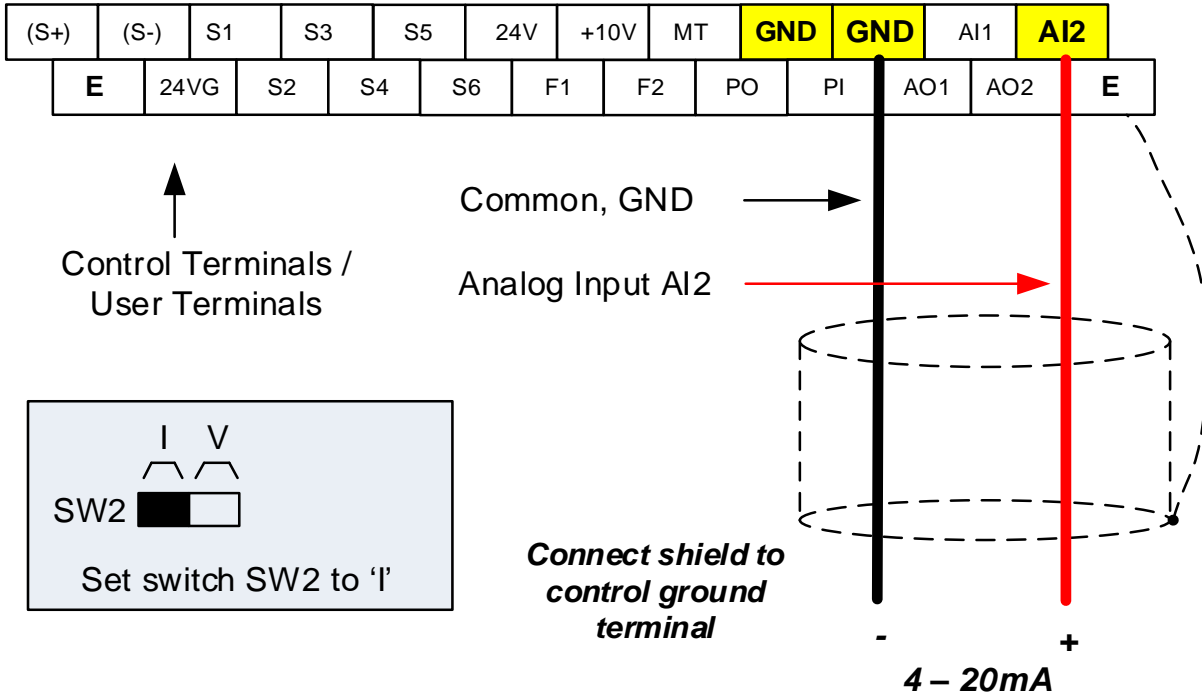 (S+) (S-) S1 S3 S5 24V +10V MT GND GND AI1 AI2
E 24VG S2 S4 S6 F1 F2 PO PI AO1 AO2 E
Common, GND
Control Terminals /
User Terminals
Analog Input AI2
I V
SW2
Set switch SW2 to ‘I’
Connect shield to
control ground
terminal
- +
4 – 20mA